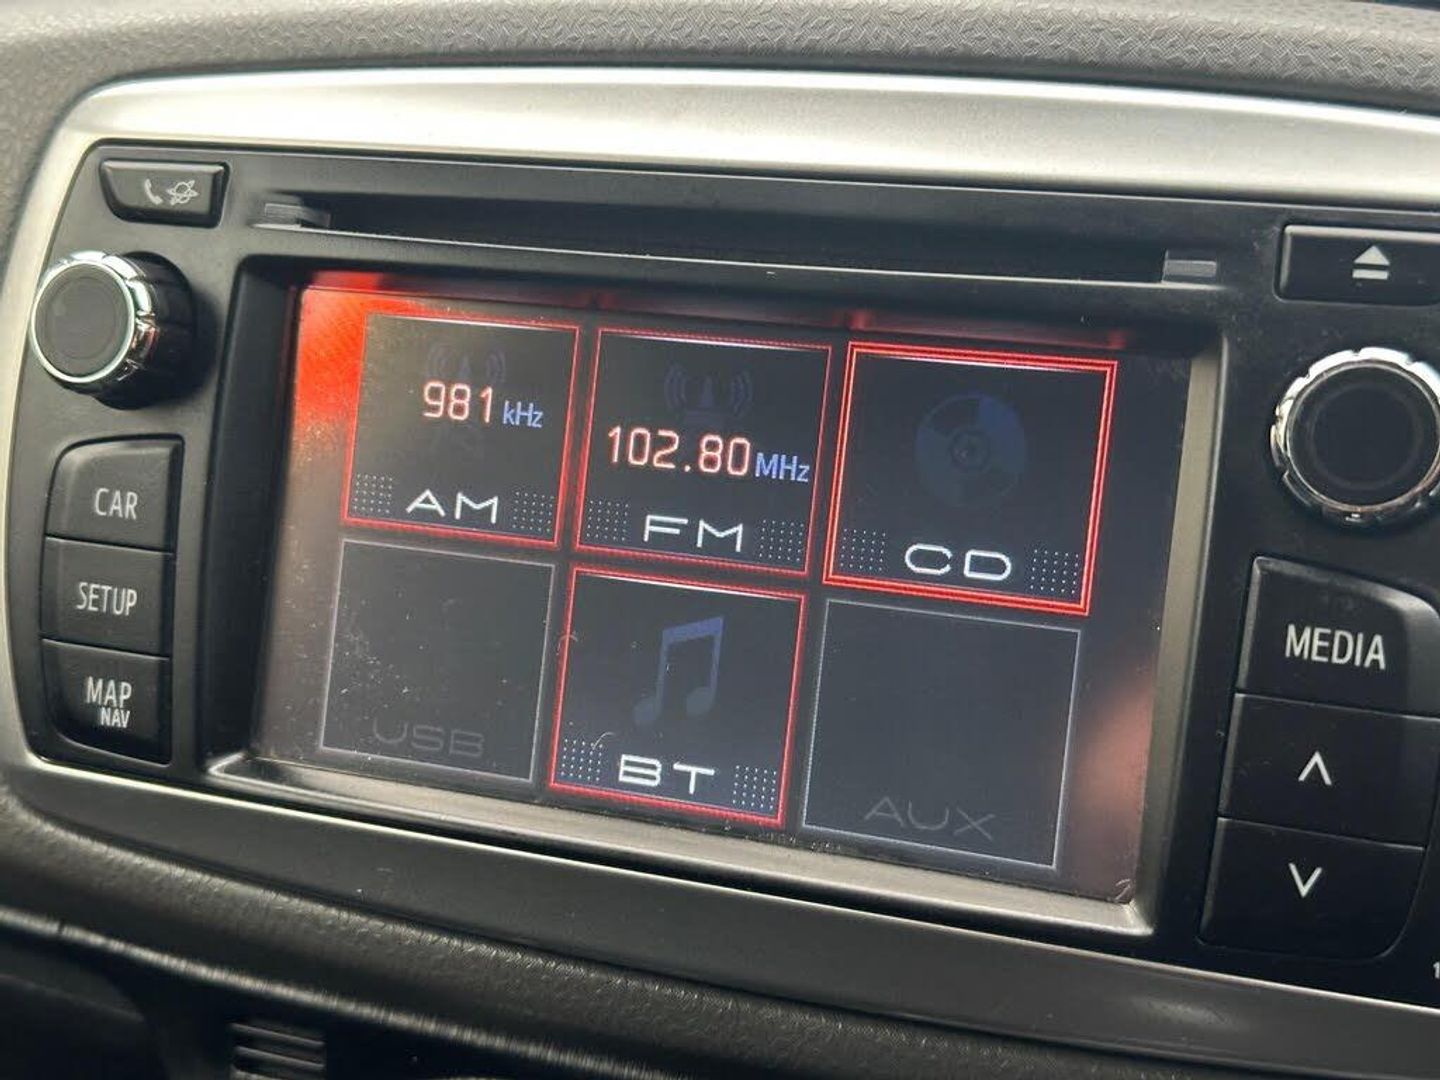 981 kHz
AM
102.80 MHz
FM
CD
USB
BT
AUX
CAR
SETUP
MAP
NAV
MEDIA